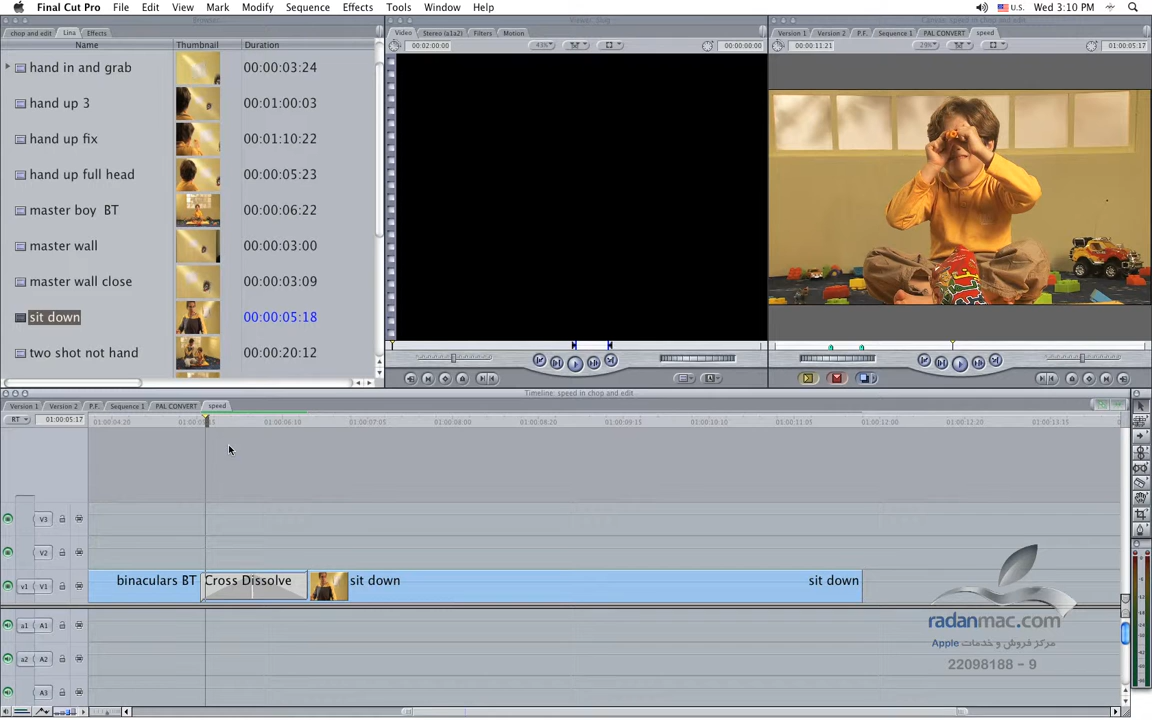 Final Cut Pro File Edit View Mark Modify Sequence Effects Tools Window Help U.S. Wed 3:10 PM
chop and edit Lina Effects
Name Thumbnail Duration
hand in and grab 00:00:03:24
hand up 3 00:01:00:03
hand up fix 00:01:10:22
hand up full head 00:00:05:23
master boy BT 00:00:06:22
master wall 00:00:03:00
master wall close 00:00:03:09
sit down 00:00:05:18
two shot not hand 00:00:20:12
Video Stereo (a1a2) Filters Motion
00:02:00:00 43% 00:00:00:00
Canvas: speed in chop and edit
Version 1 Version 2 P.F. Sequence 1 PAL CONVERT speed
00:00:11:21 29% 01:00:05:17
Timeline: speed in chop and edit
Version 1 Version 2 P.F. Sequence 1 PAL CONVERT speed
RT 01:00:05:17 01:00:04:20 01:00:06:10 01:00:07:05 01:00:08:00 01:00:08:20 01:00:09:15 01:00:10:10 01:00:11:05 01:00:12:00 01:00:12:20
V3
V2
v1 V1 binaculars BT Cross Dissolve sit down sit down
a1 A1
a2 A2
A3
radanmac.com
مرکز فروش و خدمات Apple
22098188 - 9